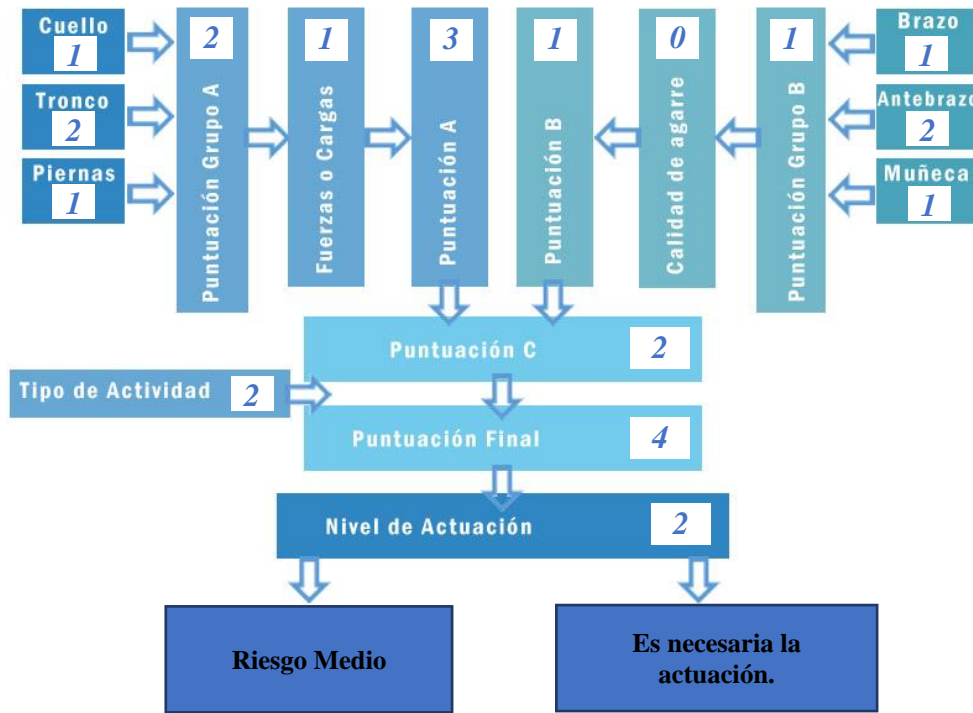 Cuello
1
Tronco
2
Piernas
1
2
Puntuación Grupo A
1
Fuerzas o Cargas
3
Puntuación A
1
Puntuación B
0
Calidad de agarre
1
Puntuación Grupo B
Brazo
1
Antebrazo
2
Muñeca
1
Puntuación C 2
Tipo de Actividad 2
Puntuación Final 4
Nivel de Actuación 2
Riesgo Medio
Es necesaria la
actuación.